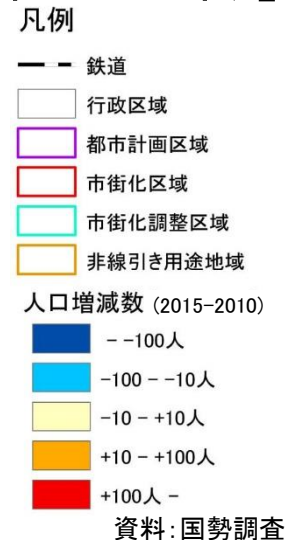 凡例
鉄道
行政区域
都市計画区域
市街化区域
市街化調整区域
非線引き用途地域
人口増減数 (2015-2010)
- -100人
-100 - -10人
-10 - +10人
+10 - +100人
+100人 -
資料:国勢調査